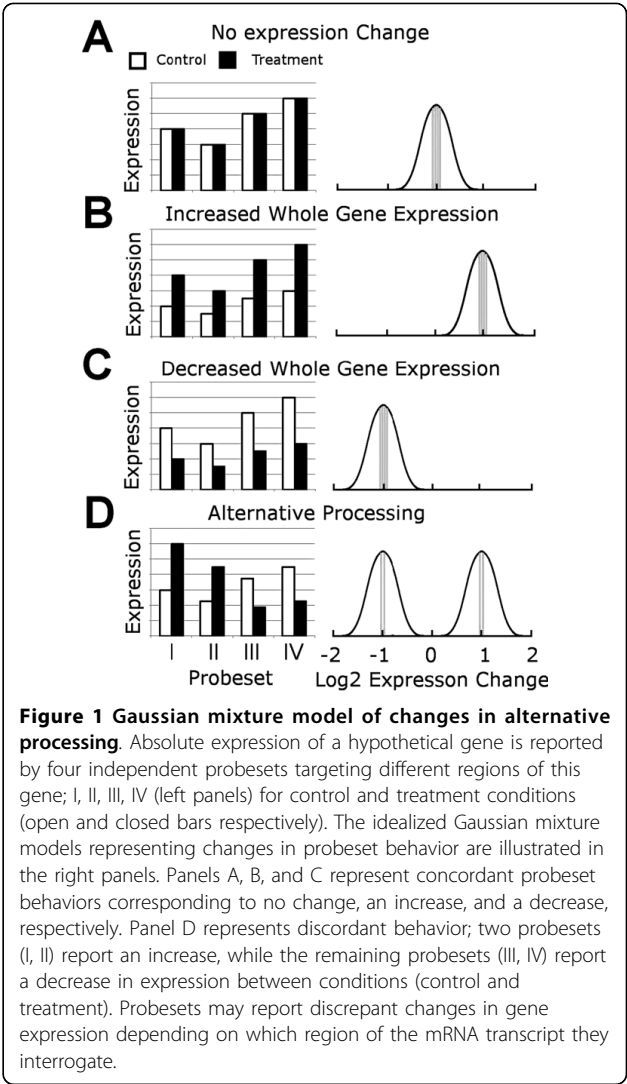 A
No expression Change
Control Treatment
Expression
B
Increased Whole Gene Expression
Expression
C
Decreased Whole Gene Expression
Expression
D
Alternative Processing
Expression
I II III IV -2 -1 0 1 2
Probeset Log2 Expresson Change
Figure 1 Gaussian mixture model of changes in alternative
processing. Absolute expression of a hypothetical gene is reported
by four independent probesets targeting different regions of this
gene; I, II, III, IV (left panels) for control and treatment conditions
(open and closed bars respectively). The idealized Gaussian mixture
models representing changes in probeset behavior are illustrated in
the right panels. Panels A, B, and C represent concordant probeset
behaviors corresponding to no change, an increase, and a decrease,
respectively. Panel D represents discordant behavior; two probesets
(I, II) report an increase, while the remaining probesets (III, IV) report
a decrease in expression between conditions (control and
treatment). Probesets may report discrepant changes in gene
expression depending on which region of the mRNA transcript they
interrogate.